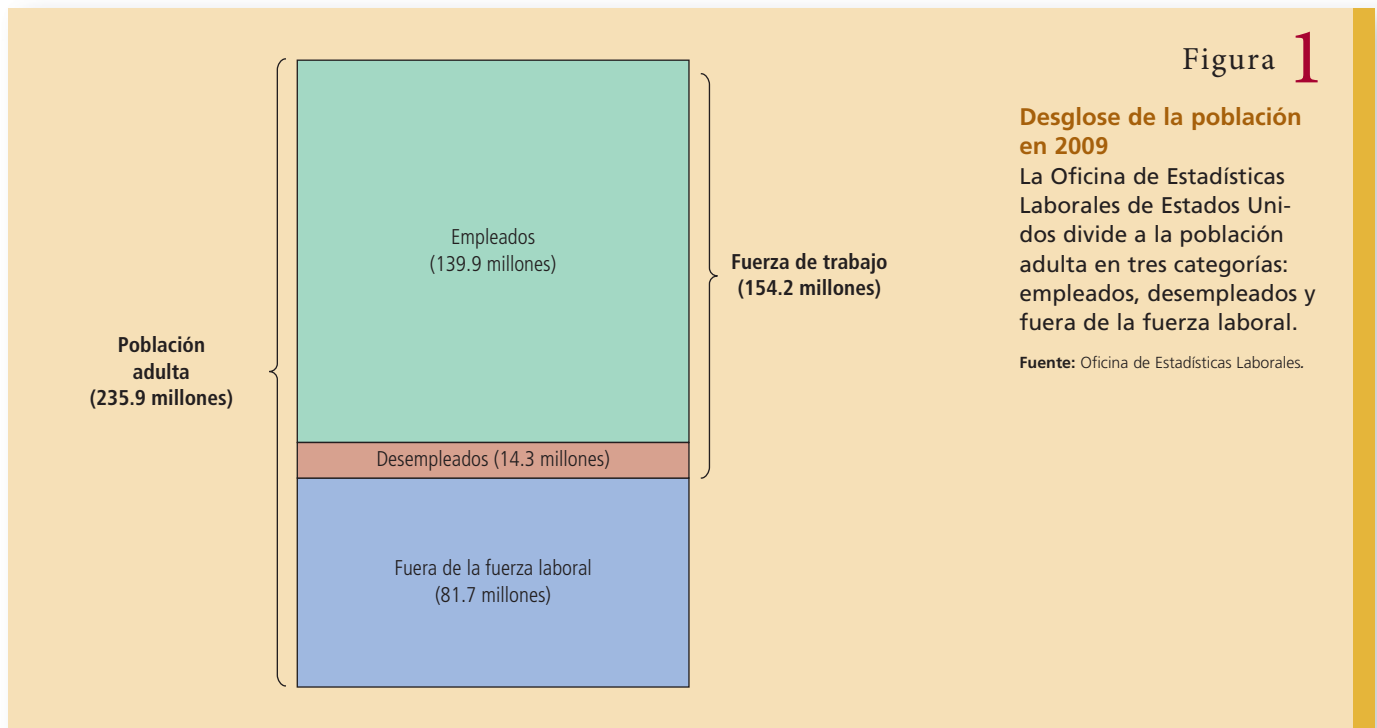 Figura 1
Desglose de la población
en 2009
La Oficina de Estadísticas
Laborales de Estados Uni-
dos divide a la población
adulta en tres categorías:
empleados, desempleados y
fuera de la fuerza laboral.
Fuente: Oficina de Estadísticas Laborales.
Población
adulta
(235.9 millones)
Empleados
(139.9 millones)
Desempleados (14.3 millones)
Fuera de la fuerza laboral
(81.7 millones)
Fuerza de trabajo
(154.2 millones)